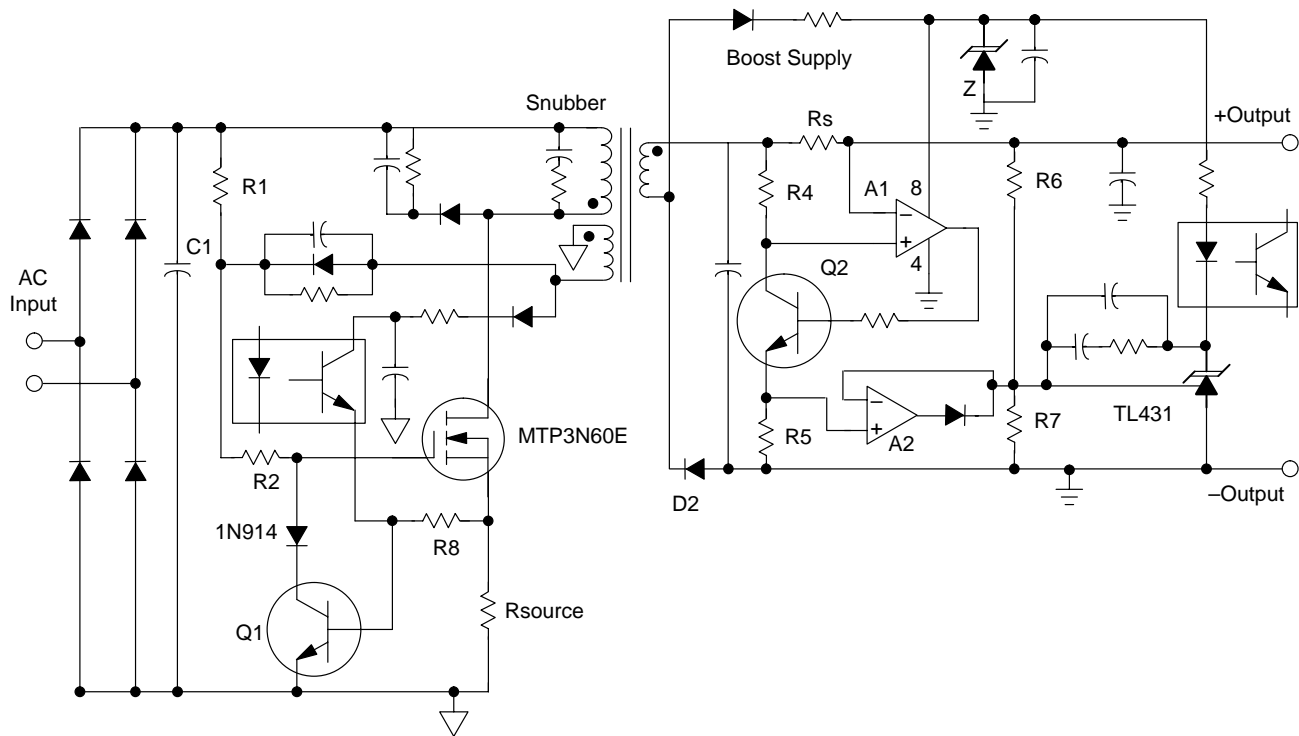 Boost Supply
Z
Snubber
Rs
+Output
R1
R4
A1
8
R6
C1
−
+
AC
Input
Q2
4
−
+
TL431
MTP3N60E
R5
A2
R7
R2
D2
−Output
1N914
R8
Rsource
Q1